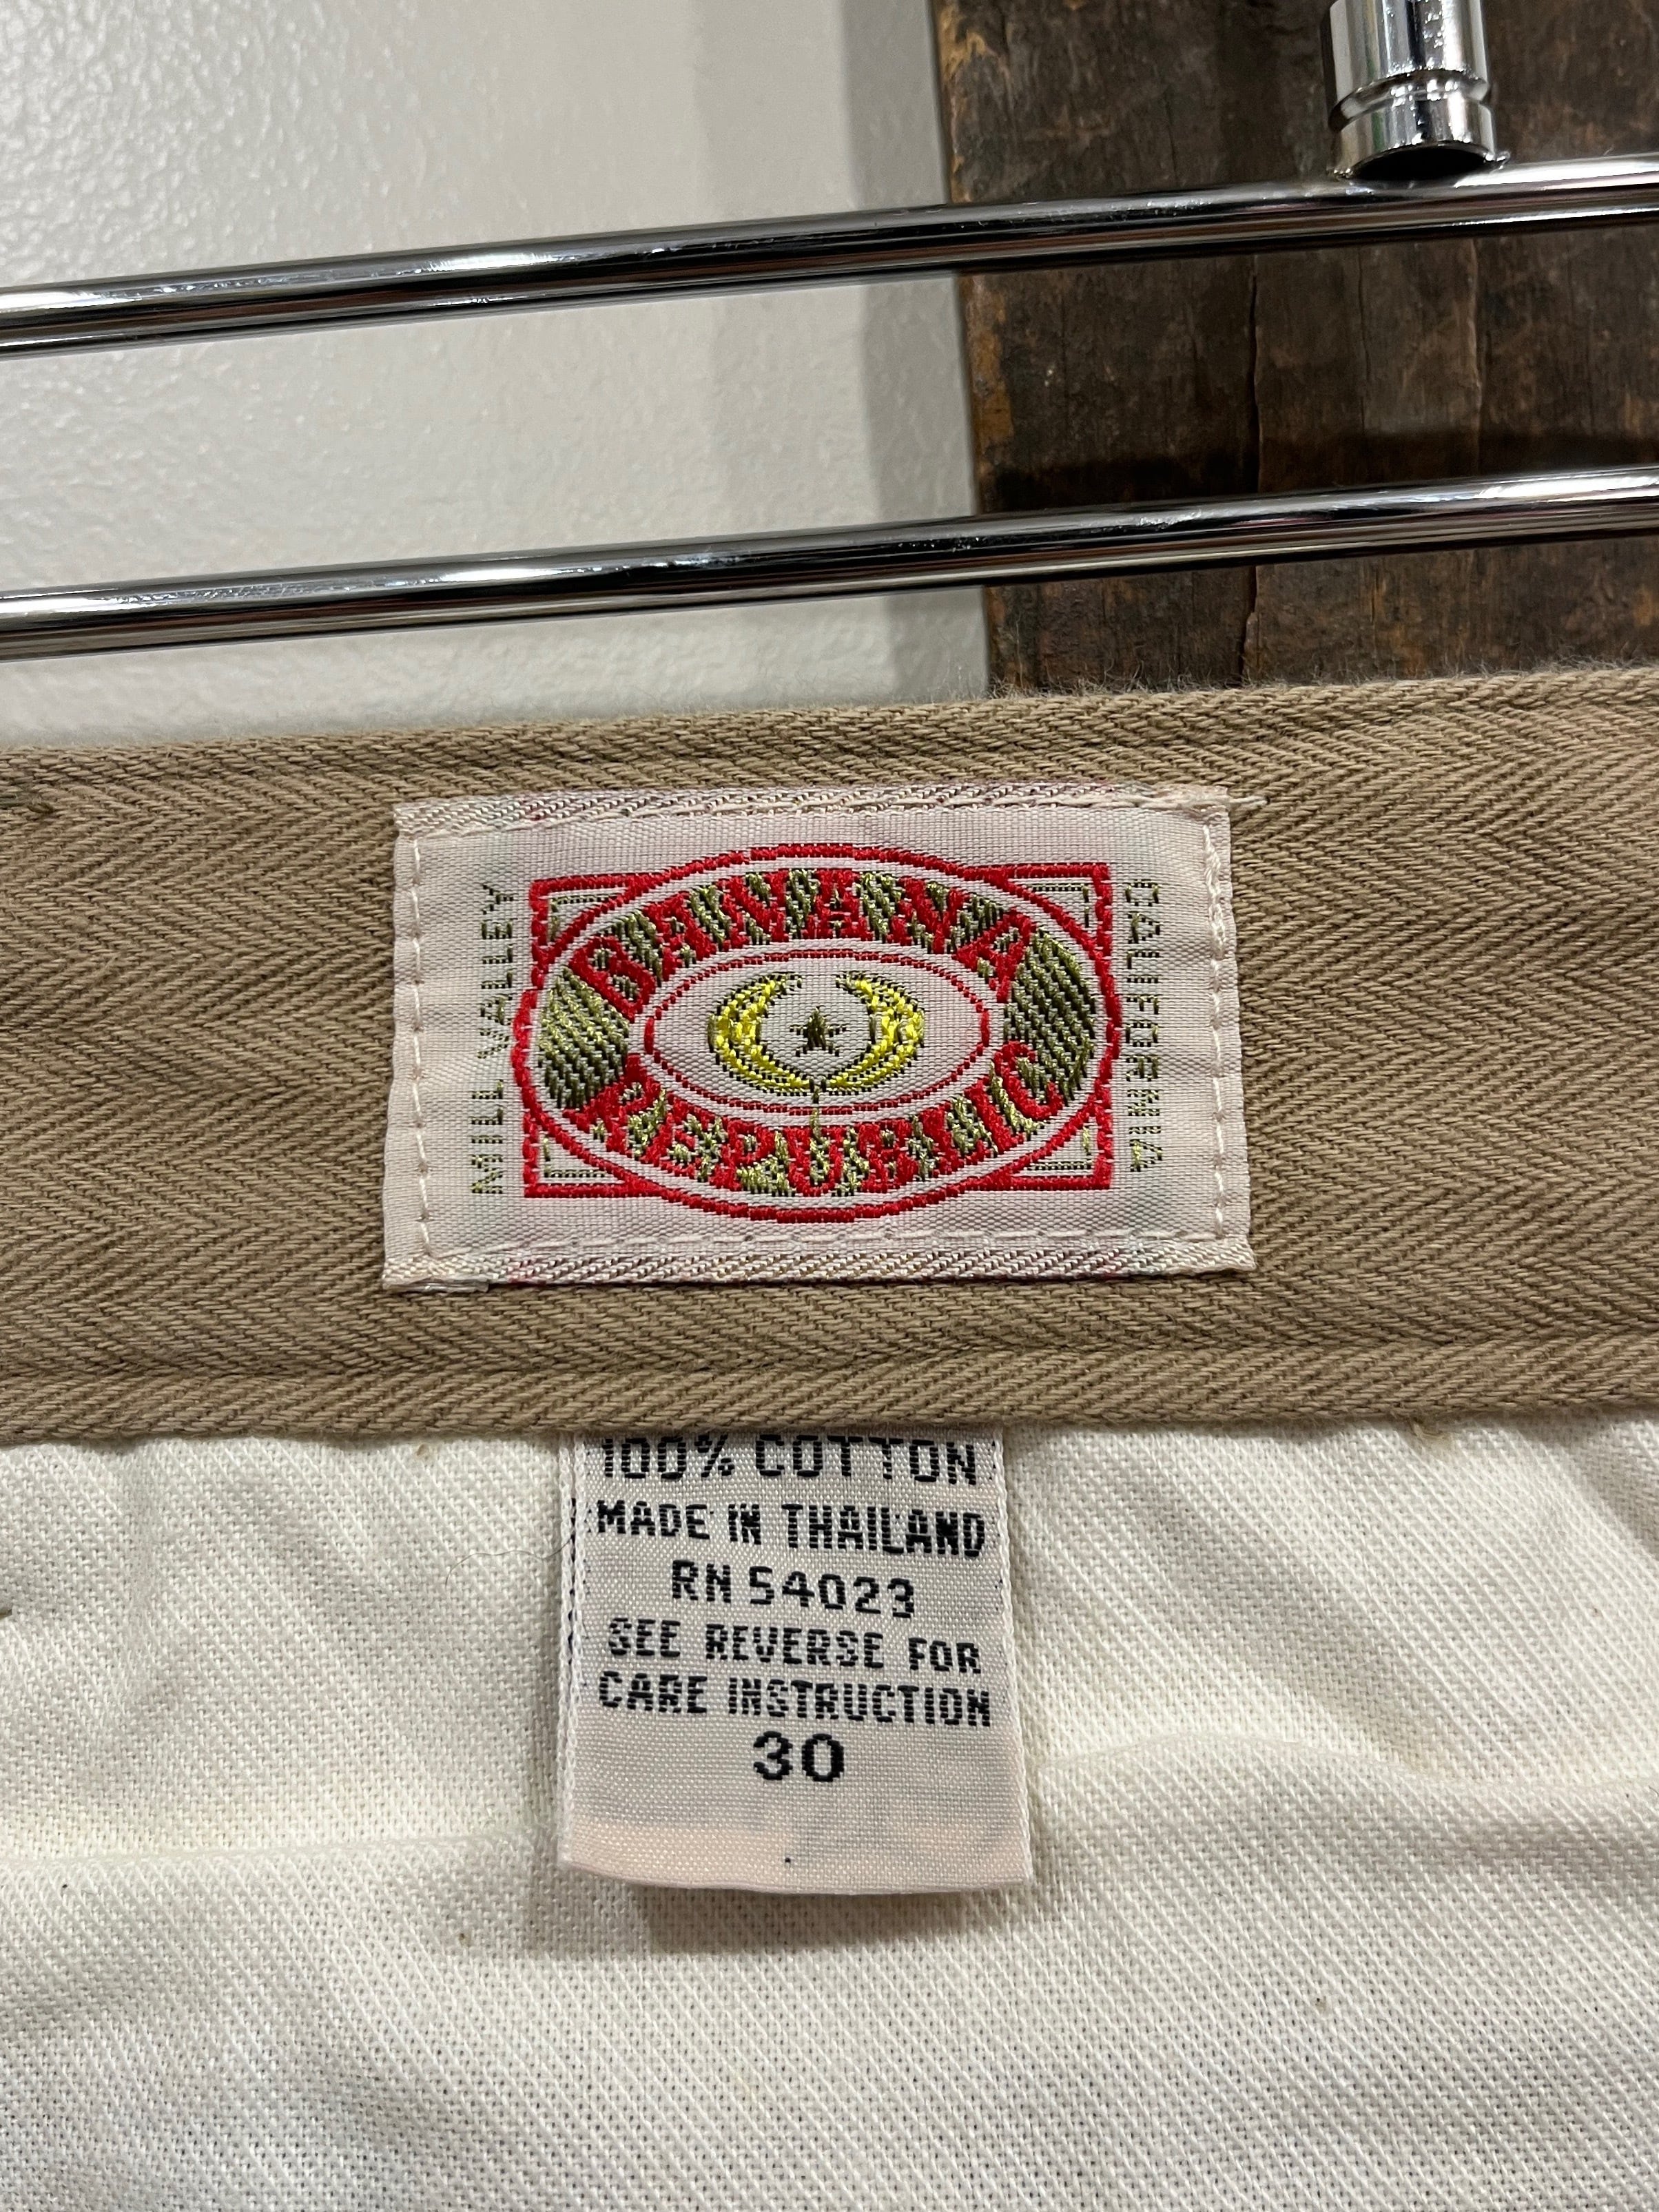 BANANA
REPUBLIC
MILL VALLEY
CALIFORNIA
100% COTTON
MADE IN THAILAND
RN 54023
SEE REVERSE FOR
CARE INSTRUCTION
30